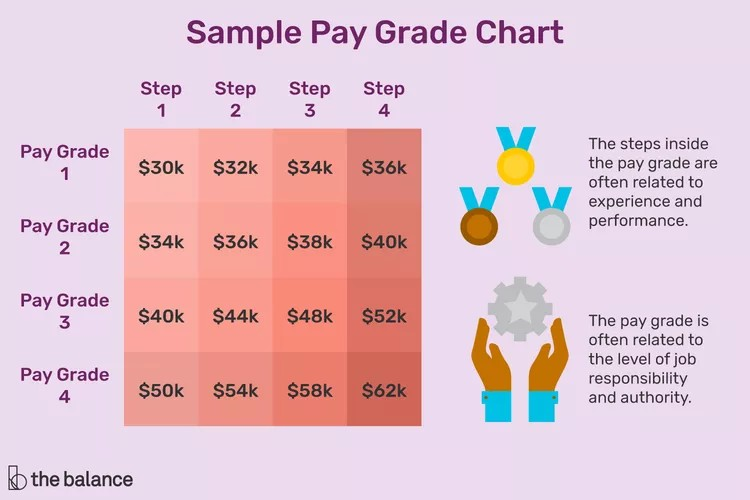 Sample Pay Grade Chart
Step
1
Step
2
Step
3
Step
4
Pay Grade
1
$30k
$32k
$34k
$36k
Pay Grade
2
$34k
$36k
$38k
$40k
Pay Grade
3
$40k
$44k
$48k
$52k
Pay Grade
4
$50k
$54k
$58k
$62k
The steps inside
the pay grade are
often related to
experience and
performance.
The pay grade is
often related to
the level of job
responsibility
and authority.
the balance